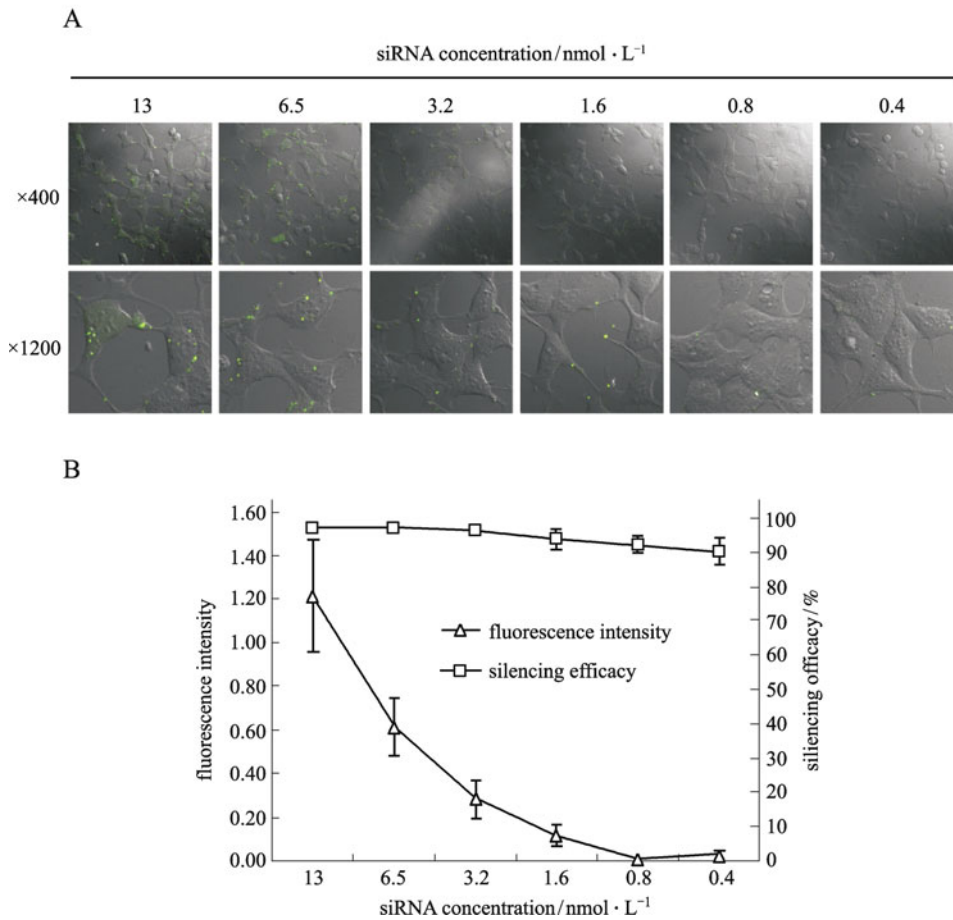 A
siRNA concentration/nmol · L⁻¹
13 6.5 3.2 1.6 0.8 0.4
×400
×1200
B
1.60
1.40
1.20
1.00
0.80
0.60
0.40
0.20
0.00
fluorescence intensity
fluorescence intensity
silencing efficacy
100
90
80
70
60
50
40
30
20
10
0
siliencing officacy/%
13 6.5 3.2 1.6 0.8 0.4
siRNA concentration/nmol · L⁻¹